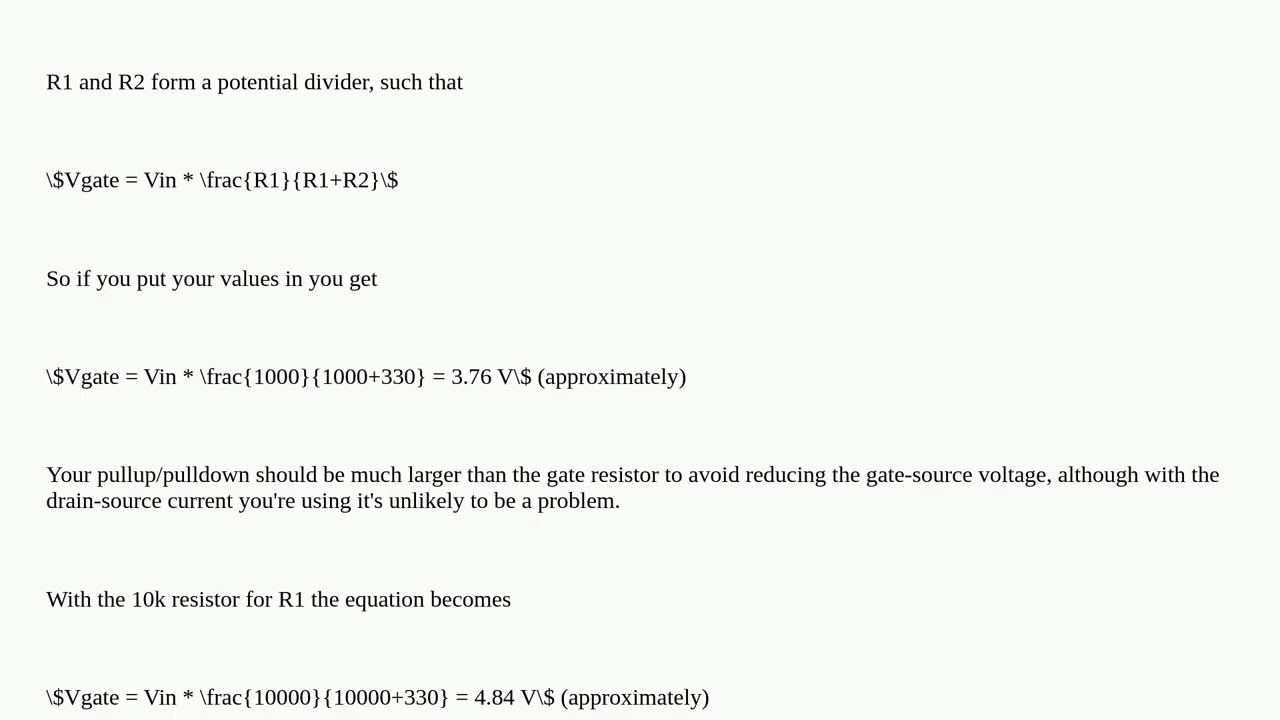 R1 and R2 form a potential divider, such that
\$Vgate = Vin * \frac{R1}{R1+R2}\$
So if you put your values in you get
\$Vgate = Vin * \frac{1000}{1000+330} = 3.76 V\$ (approximately)
Your pullup/pulldown should be much larger than the gate resistor to avoid reducing the gate-source voltage, although with the
drain-source current you're using it's unlikely to be a problem.
With the 10k resistor for R1 the equation becomes
\$Vgate = Vin * \frac{10000}{10000+330} = 4.84 V\$ (approximately)